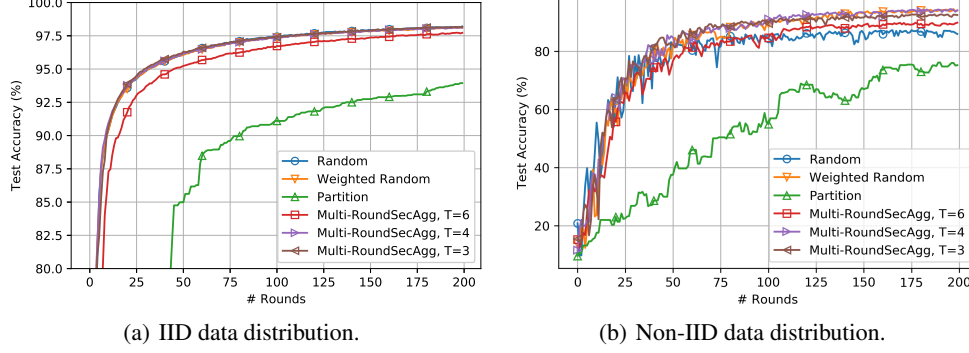 100.0
97.5
95.0
92.5
90.0
87.5
85.0
82.5
80.0
Test Accuracy (%)
0 25 50 75 100 125 150 175 200
# Rounds
Random
Weighted Random
Partition
Multi-RoundSecAgg, T=6
Multi-RoundSecAgg, T=4
Multi-RoundSecAgg, T=3
(a) IID data distribution.
80
60
40
20
Test Accuracy (%)
0 25 50 75 100 125 150 175 200
# Rounds
Random
Weighted Random
Partition
Multi-RoundSecAgg, T=6
Multi-RoundSecAgg, T=4
Multi-RoundSecAgg, T=3
(b) Non-IID data distribution.